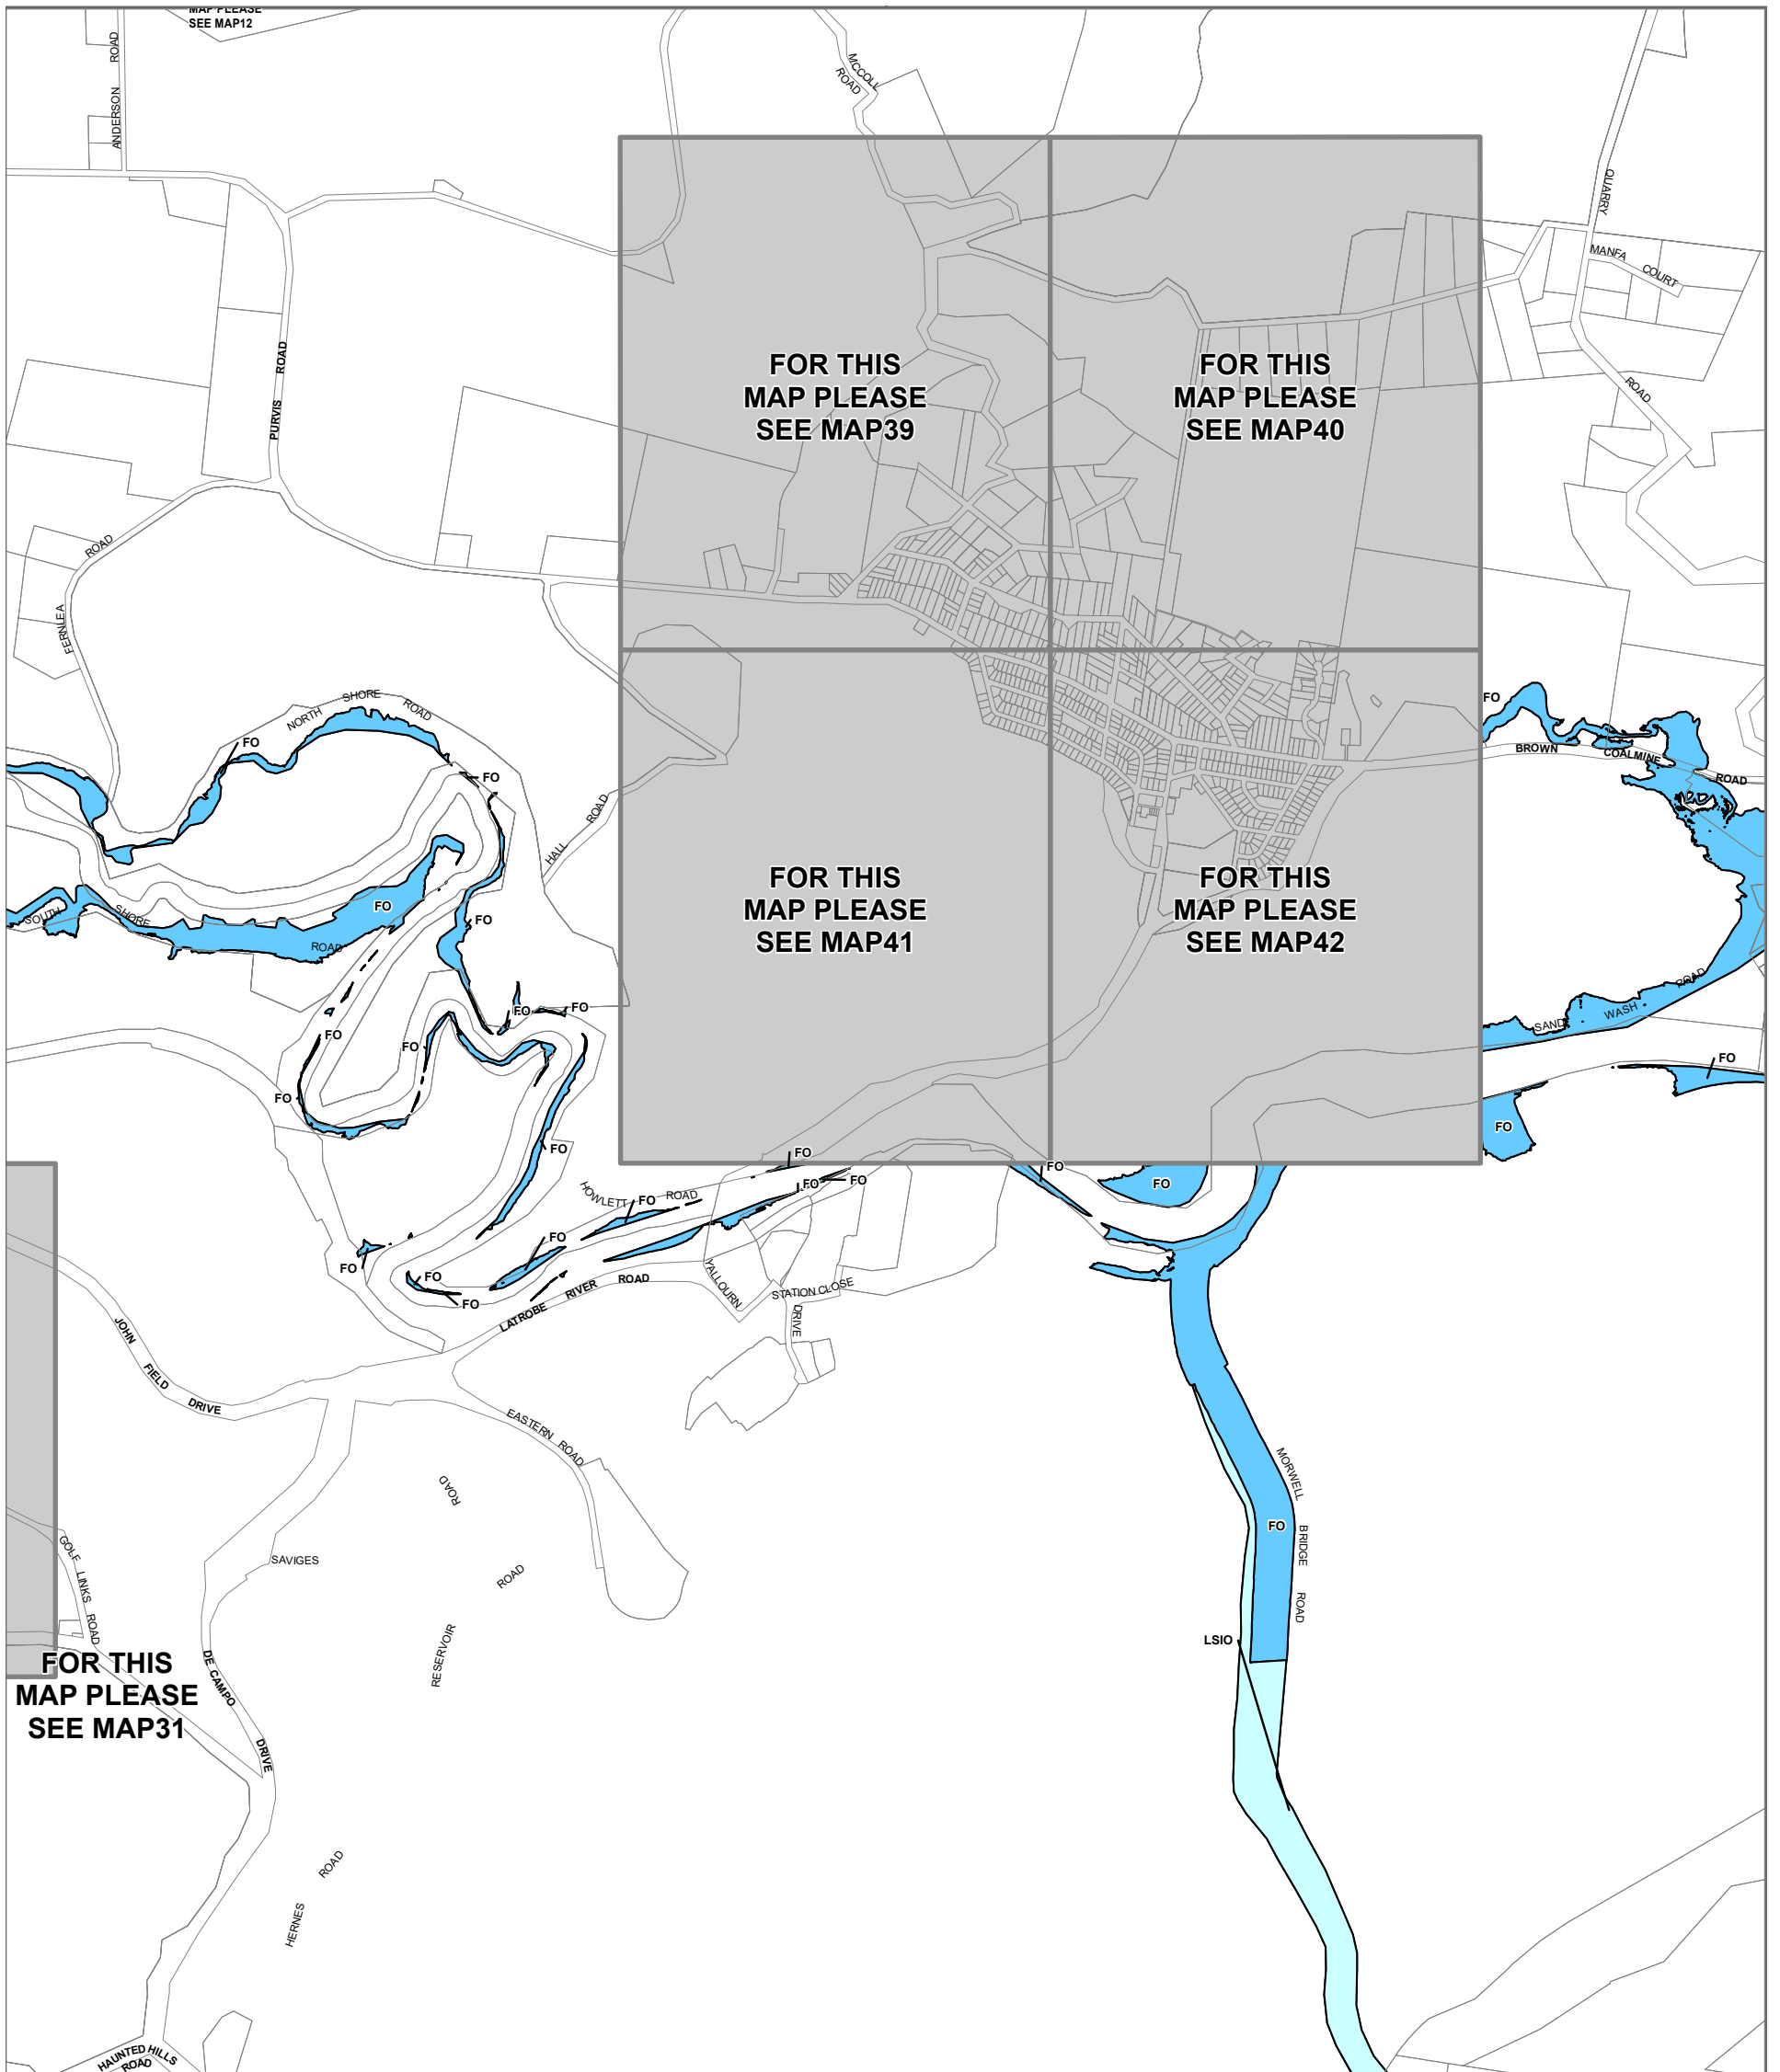 MAP PLEASE
SEE MAP12
ANDERSON ROAD
MCCOLL
ROAD
QUARRY
MANFA COURT
ROAD
PURVIS ROAD
FOR THIS
MAP PLEASE
SEE MAP39
FOR THIS
MAP PLEASE
SEE MAP40
FERNLEA ROAD
NORTH SHORE ROAD
FO
FO
FO
BROWN COALMINE ROAD
HALL ROAD
FOR THIS
MAP PLEASE
SEE MAP41
FOR THIS
MAP PLEASE
SEE MAP42
SOUTH SHORE ROAD
FO
FO
FO
FO
FO
FO
FO
SAND WASH ROAD
FO
FO
FO
FO
FO
FO
FO
FO
FO
HOWLETT ROAD
FO
FO
FO
FO
FO
LATROBE RIVER ROAD
YALLOURN
DRIVE
STATION CLOSE
JOHN FIELD DRIVE
EASTERN ROAD
ROAD
SAVIGES
ROAD
RESERVOIR
MORWELL BRIDGE ROAD
FO
LSIO
GOLF LINKS ROAD
FOR THIS
MAP PLEASE
SEE MAP31
DE CAMPO DRIVE
HERNES ROAD
HAUNTED HILLS
ROAD